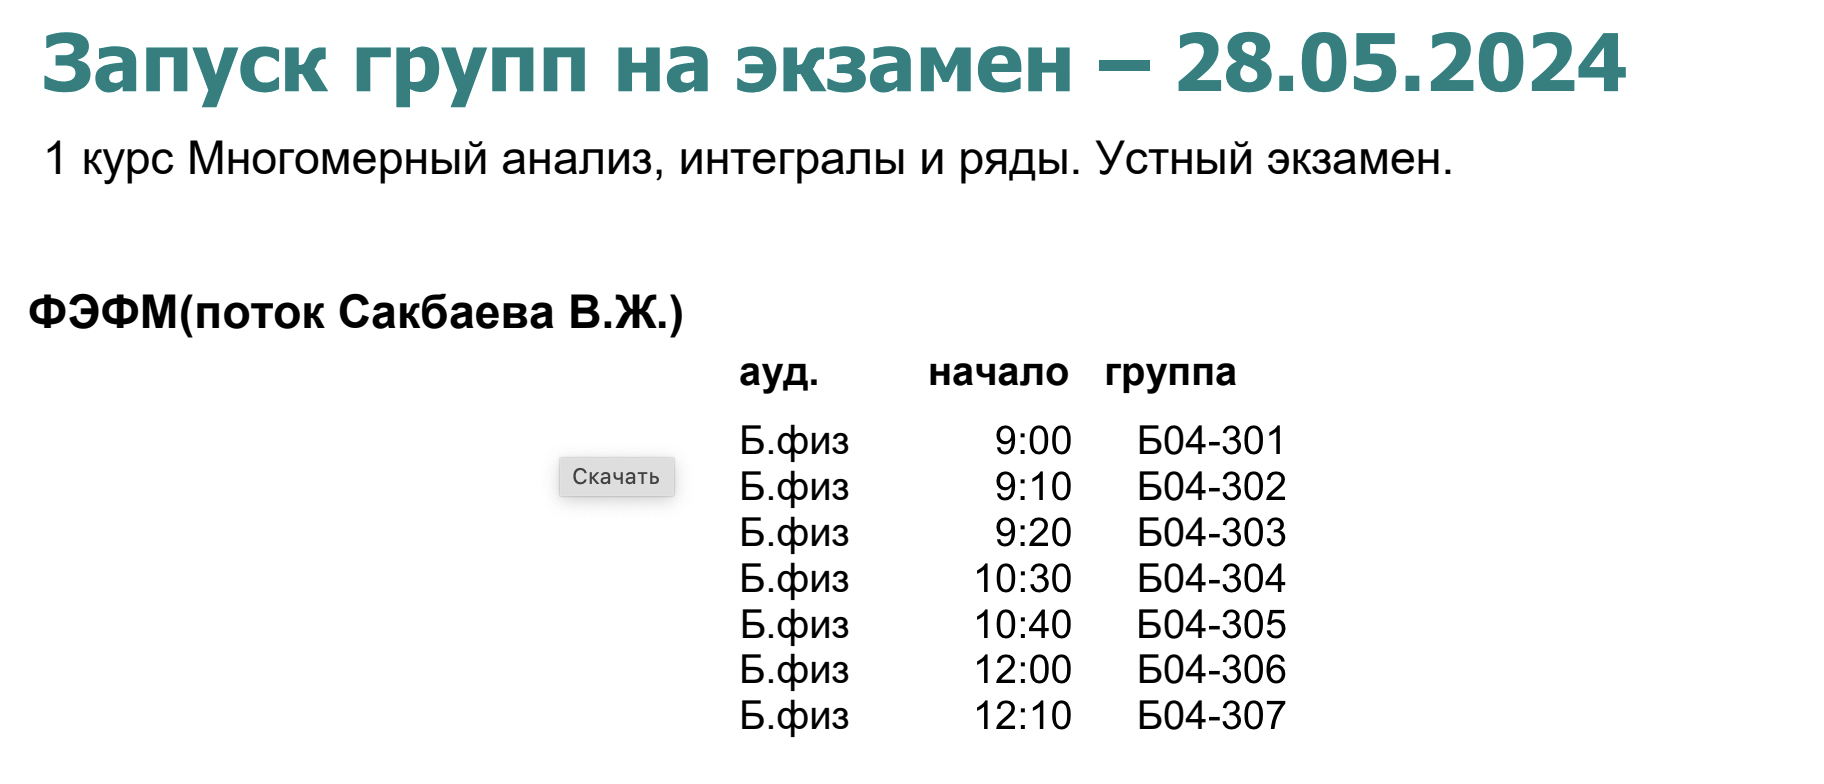 Запуск групп на экзамен – 28.05.2024
1 курс Многомерный анализ, интегралы и ряды. Устный экзамен.
ФЭФМ(поток Сакбаева В.Ж.)
ауд. начало группа
Б.физ 9:00 Б04-301
Скачать
Б.физ 9:10 Б04-302
Б.физ 9:20 Б04-303
Б.физ 10:30 Б04-304
Б.физ 10:40 Б04-305
Б.физ 12:00 Б04-306
Б.физ 12:10 Б04-307